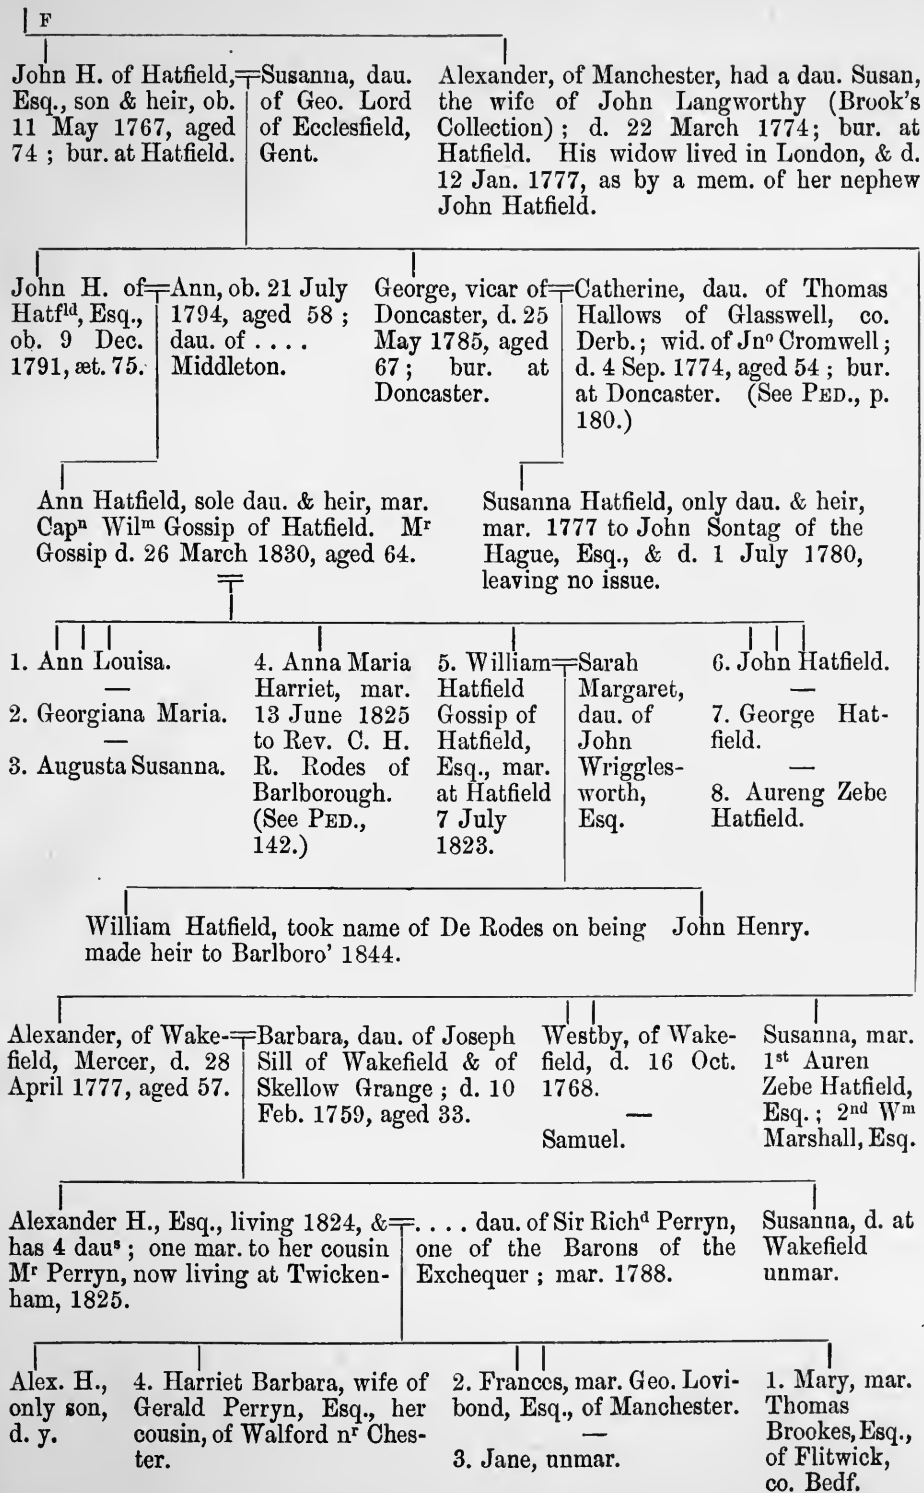 F
John H. of Hatfield,
Esq., son & heir, ob.
11 May 1767, aged
74 ; bur. at Hatfield.
Susanna, dau.
of Geo. Lord
of Ecclesfield,
Gent.
Alexander, of Manchester, had a dau. Susan,
the wife of John Langworthy (Brook's
Collection) ; d. 22 March 1774; bur. at
Hatfield. His widow lived in London, & d.
12 Jan. 1777, as by a mem. of her nephew
John Hatfield.
John H. of
Hatfld, Esq.,
ob. 9 Dec.
1791, æt. 75.
Ann, ob. 21 July
1794, aged 58 ;
dau. of . . . .
Middleton.
George, vicar of
Doncaster, d. 25
May 1785, aged
67 ; bur. at
Doncaster.
Catherine, dau. of Thomas
Hallows of Glasswell, co.
Derb.; wid. of Jno Cromwell ;
d. 4 Sep. 1774, aged 54 ; bur.
at Doncaster. (See PED., p.
180.)
Ann Hatfield, sole dau. & heir, mar.
Capn Wilm Gossip of Hatfield. Mr
Gossip d. 26 March 1830, aged 64.
Susanna Hatfield, only dau. & heir,
mar. 1777 to John Sontag of the
Hague, Esq., & d. 1 July 1780,
leaving no issue.
1. Ann Louisa.
—
2. Georgiana Maria.
—
3. Augusta Susanna.
4. Anna Maria
Harriet, mar.
13 June 1825
to Rev. C. H.
R. Rodes of
Barlborough.
(See PED.,
142.)
5. William
Hatfield
Gossip of
Hatfield,
Esq., mar.
at Hatfield
7 July
1823.
Sarah
Margaret,
dau. of
John
Wriggles-
worth,
Esq.
6. John Hatfield.
—
7. George Hat-
field.
—
8. Aureng Zebe
Hatfield.
William Hatfield, took name of De Rodes on being
made heir to Barlboro' 1844.
John Henry.
Alexander, of Wake-
field, Mercer, d. 28
April 1777, aged 57.
Barbara, dau. of Joseph
Sill of Wakefield & of
Skellow Grange ; d. 10
Feb. 1759, aged 33.
Westby, of Wake-
field, d. 16 Oct.
1768.
—
Samuel.
Susanna, mar.
1st Auren
Zebe Hatfield,
Esq. ; 2nd Wm
Marshall, Esq.
Alexander H., Esq., living 1824, &
has 4 daus ; one mar. to her cousin
Mr Perryn, now living at Twicken-
ham, 1825.
. . . . dau. of Sir Richd Perryn,
one of the Barons of the
Exchequer ; mar. 1788.
Susanna, d. at
Wakefield
unmar.
Alex. H.,
only son,
d. y.
4. Harriet Barbara, wife of
Gerald Perryn, Esq., her
cousin, of Walford nr Ches-
ter.
2. Frances, mar. Geo. Lovi-
bond, Esq., of Manchester.
—
3. Jane, unmar.
1. Mary, mar.
Thomas
Brookes, Esq.,
of Flitwick,
co. Bedf.